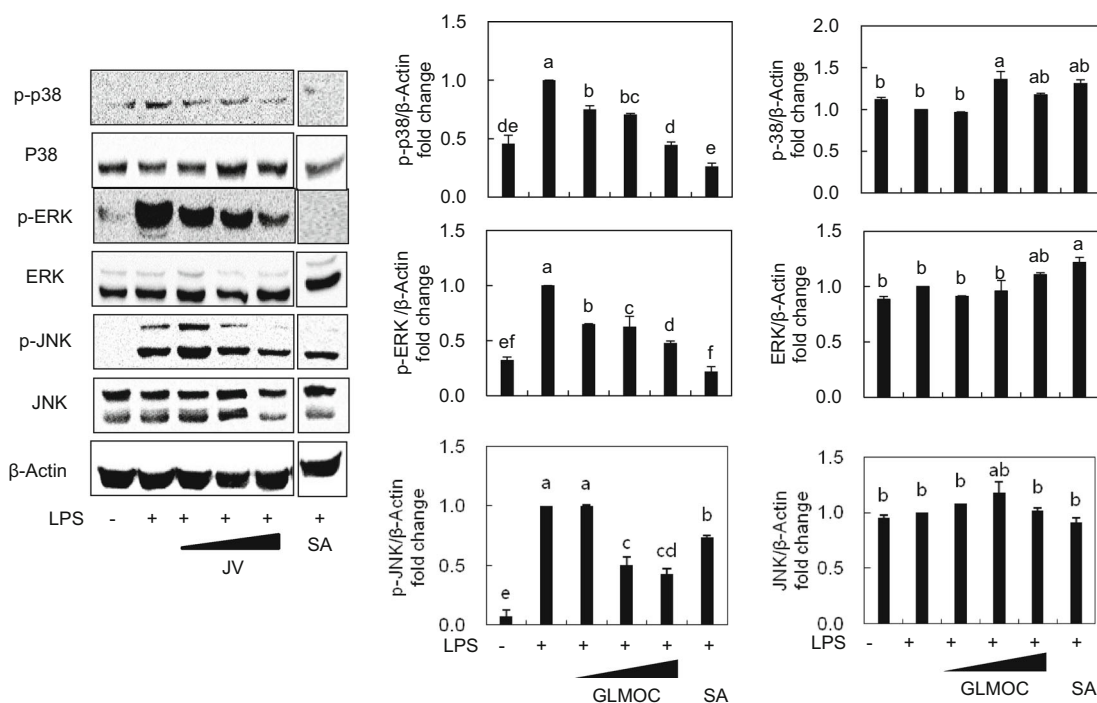 p-p38
P38
p-ERK
ERK
p-JNK
JNK
β-Actin
LPS - + + + + +
JV SA
p-p38/β-Actin
fold change
1.5
1.0
0.5
0.0
de a b bc d e
p-ERK/β-Actin
fold change
1.5
1.0
0.5
0.0
ef a b c d f
p-JNK/β-Actin
fold change
1.5
1.0
0.5
0.0
e a a c cd b
LPS - + + + + +
GLMOC SA
p-38/β-Actin
fold change
2.0
1.5
1.0
0.5
0.0
b b b a ab ab
ERK/β-Actin
fold change
1.5
1.0
0.5
0.0
b b b b ab a
JNK/β-Actin
fold change
1.5
1.0
0.5
0.0
b b b ab b b
LPS - + + + + +
GLMOC SA